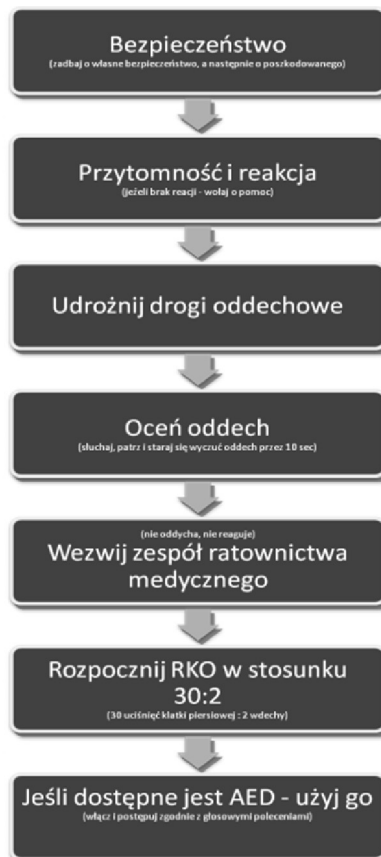 Bezpieczeństwo
(zadbaj o własne bezpieczeństwo, a następnie o poszkodowanego)
Przytomność i reakcja
(jeżeli brak reacji - wołaj o pomoc)
Udrożnij drogi oddechowe
Oceń oddech
(słuchaj, patrz i staraj się wyczuć oddech przez 10 sec)
(nie oddycha, nie reaguje)
Wezwij zespół ratownictwa
medycznego
Rozpocznij RKO w stosunku
30:2
(30 uciśnięć klatki piersiowej : 2 wdechy)
Jeśli dostępne jest AED - użyj go
(włącz i postępuj zgodnie z głosowymi poleceniami)